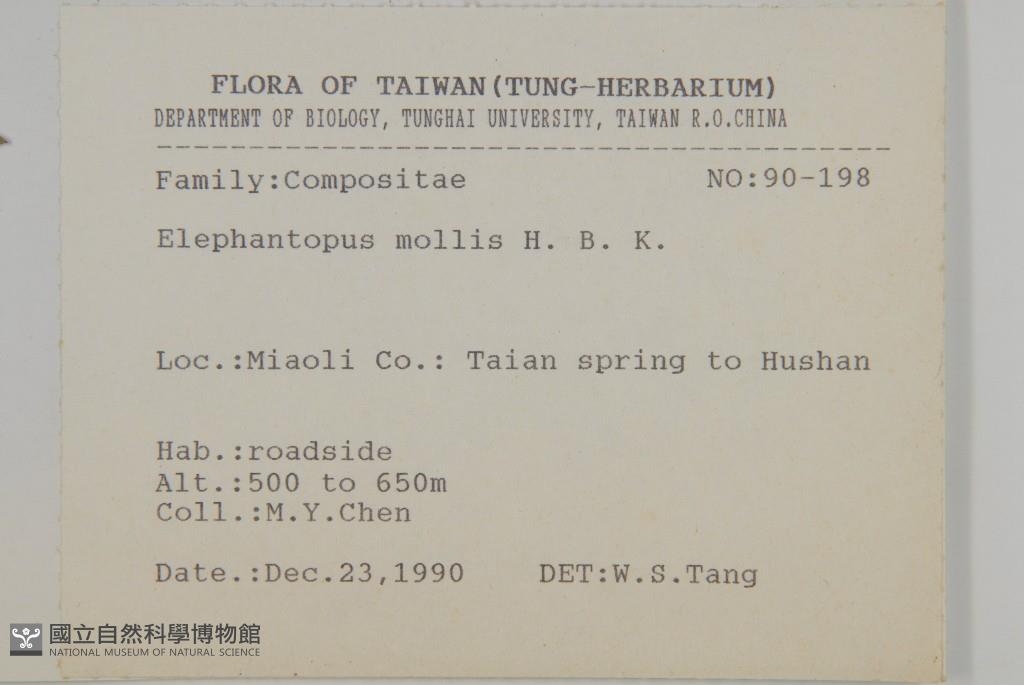 FLORA OF TAIWAN(TUNG-HERBARIUM)
DEPARTMENT OF BIOLOGY, TUNGHAI UNIVERSITY, TAIWAN R.O.CHINA
----------------------------------------
Family:Compositae NO:90-198
Elephantopus mollis H. B. K.
Loc.:Miaoli Co.: Taian spring to Hushan
Hab.:roadside
Alt.:500 to 650m
Coll.:M.Y.Chen
Date.:Dec.23,1990 DET:W.S.Tang
國立自然科學博物館
NATIONAL MUSEUM OF NATURAL SCIENCE